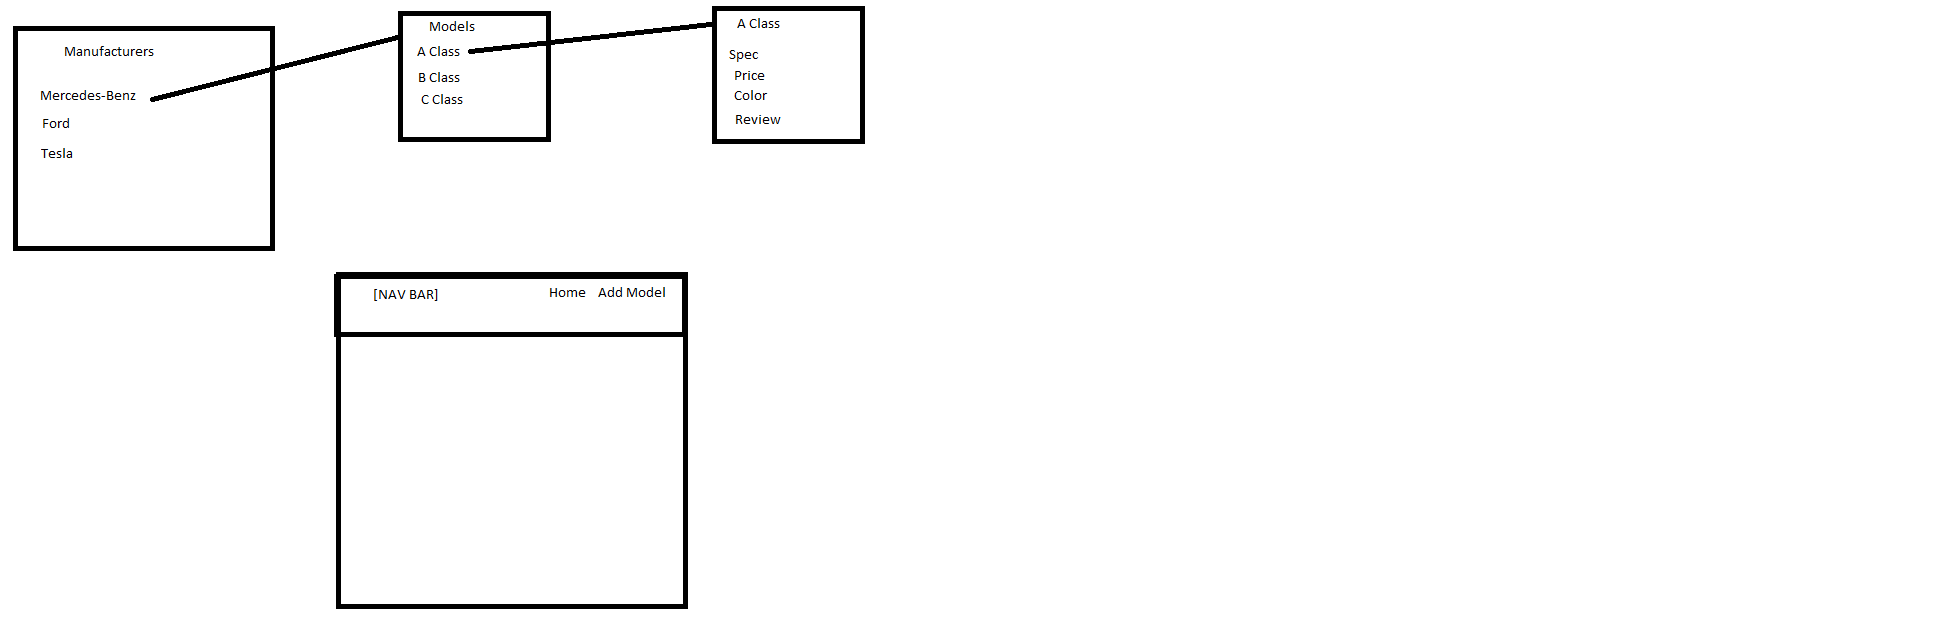 Manufacturers
Mercedes-Benz
Ford
Tesla
Models
A Class
B Class
C Class
A Class
Spec
Price
Color
Review
[NAV BAR] Home Add Model